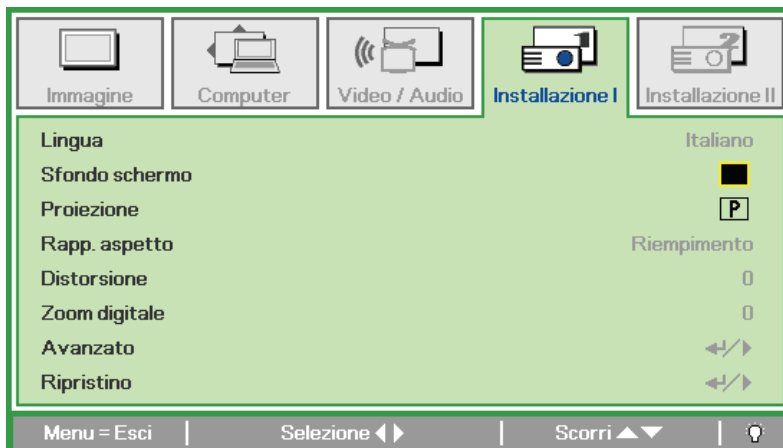 Immagine Computer Video / Audio Installazione I Installazione II
Lingua Italiano
Sfondo schermo
Proiezione P
Rapp. aspetto Riempimento
Distorsione 0
Zoom digitale 0
Avanzato
Ripristino
Menu = Esci Selezione Scorri